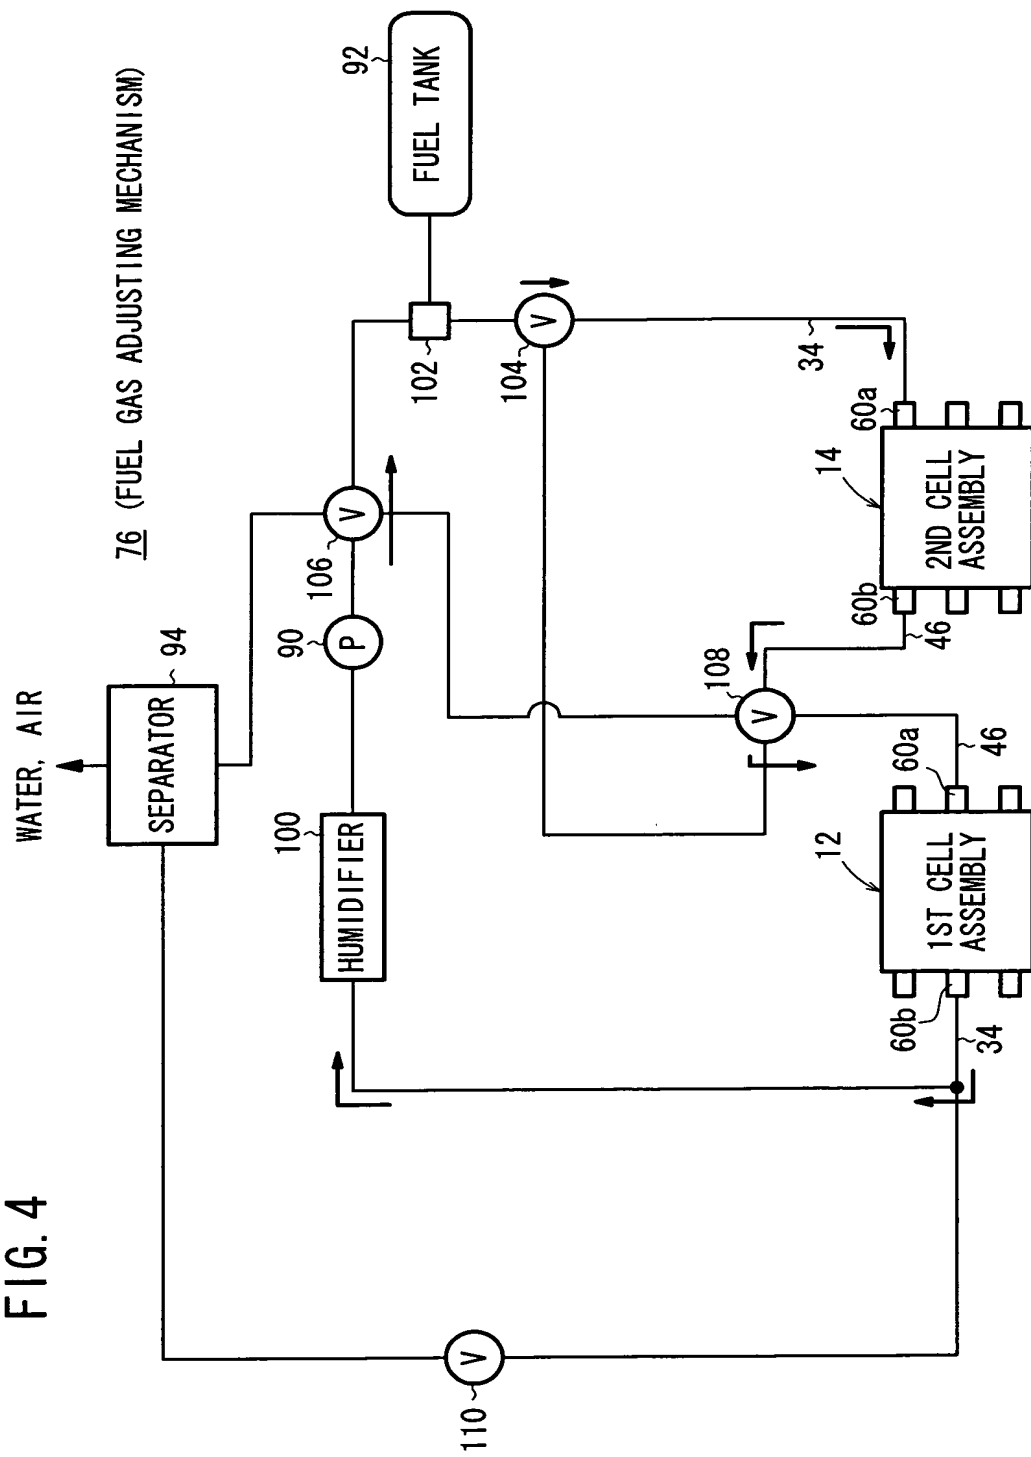 FIG. 4
76 (FUEL GAS ADJUSTING MECHANISM)
WATER, AIR
SEPARATOR
94
FUEL TANK
92
HUMIDIFIER
100
P
90
V
106
102
V
104
34
V
110
V
108
46
46
60b
60a
14
2ND CELL
ASSEMBLY
60b
60a
12
1ST CELL
ASSEMBLY
34